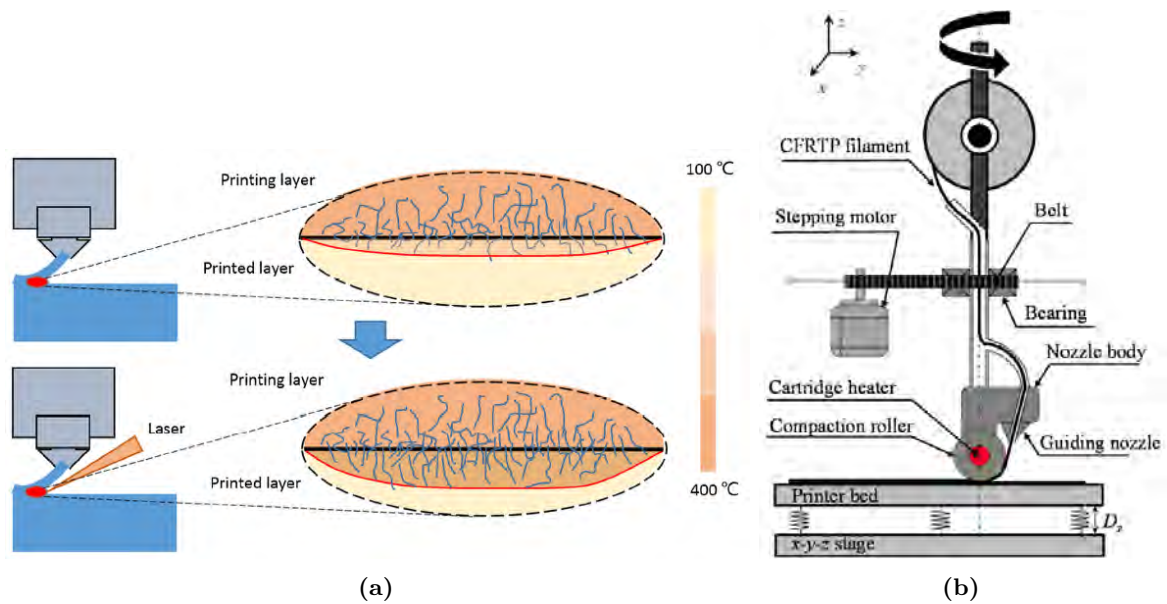 Printing layer
Printed layer
Printing layer
Laser
Printed layer
100 ℃
400 ℃
(a)
z
y
x
CFRTP filament
Stepping motor
Belt
Bearing
Nozzle body
Cartridge heater
Compaction roller
Guiding nozzle
Printer bed
Dz
x-y-z stage
(b)